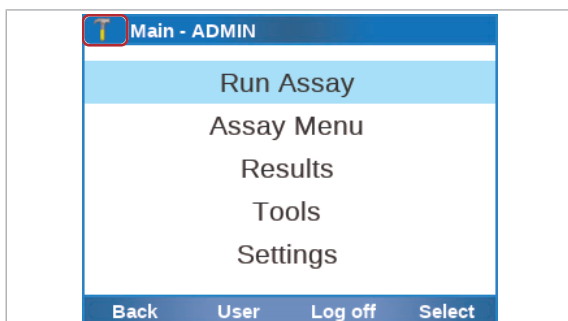 Main - ADMIN
Run Assay
Assay Menu
Results
Tools
Settings
Back User Log off Select